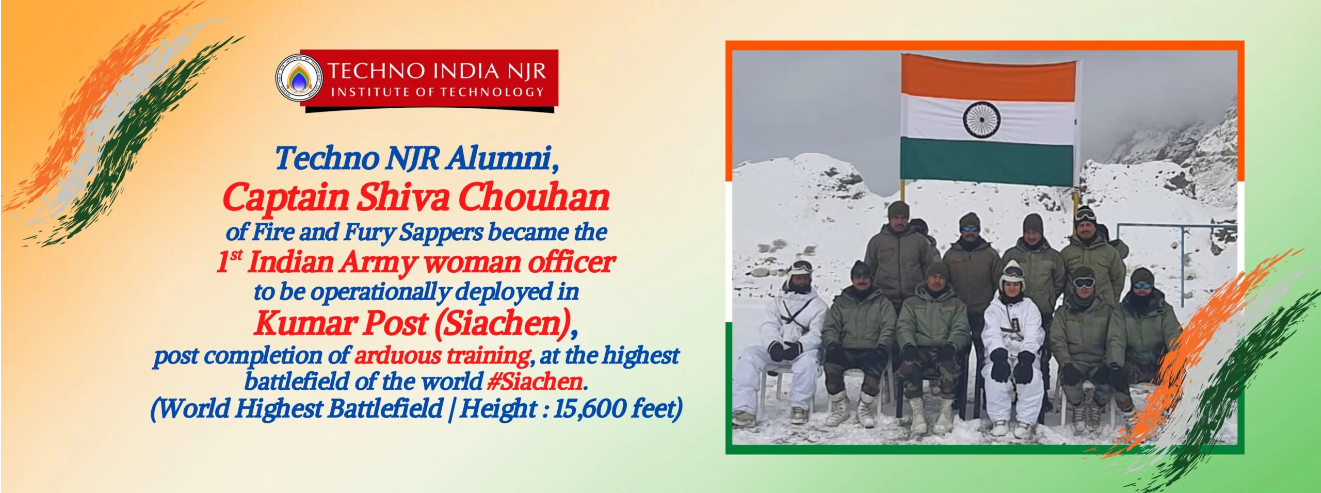 TECHNO INDIA NJR
INSTITUTE OF TECHNOLOGY
Techno NJR Alumni,
Captain Shiva Chouhan
of Fire and Fury Sappers became the
1st Indian Army woman officer
to be operationally deployed in
Kumar Post (Siachen),
post completion of arduous training, at the highest
battlefield of the world #Siachen.
(World Highest Battlefield | Height : 15,600 feet)